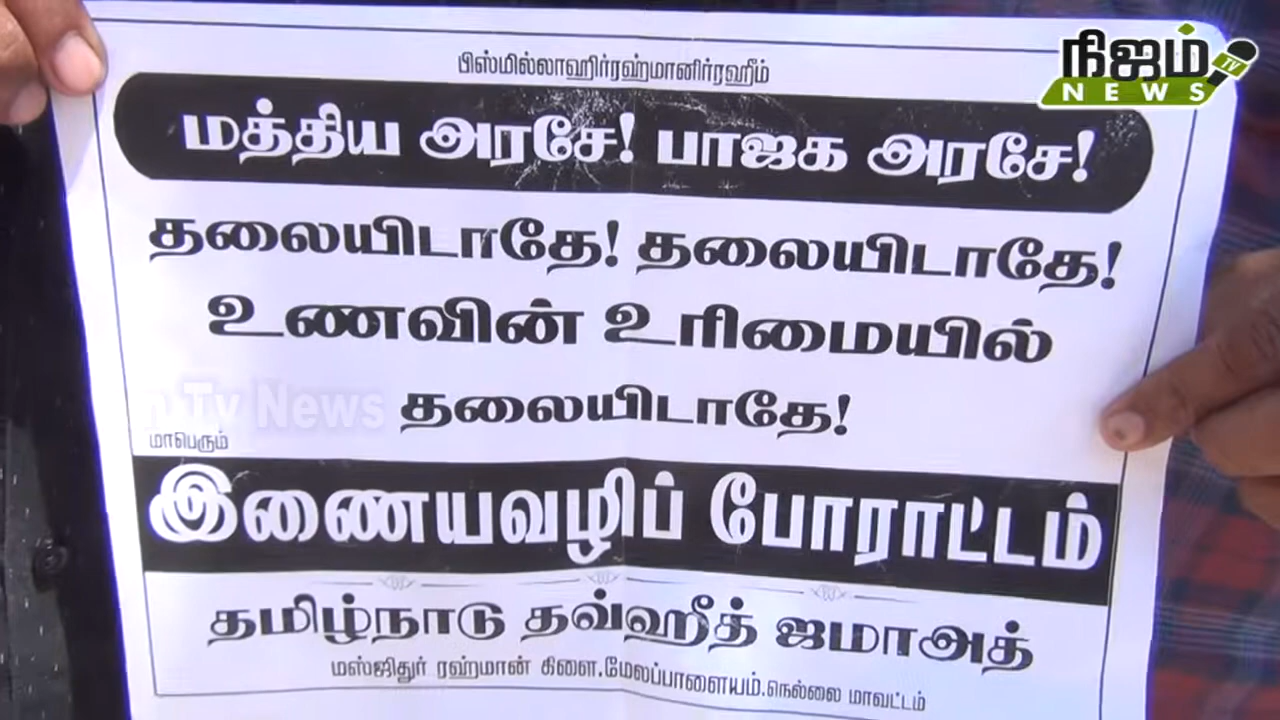 நிஜம்
TV
NEWS
பிஸ்மில்லாஹிர்ரஹ்மானிர்ரஹீம்
மத்திய அரசே! பாஜக அரசே!
தலையிடாதே! தலையிடாதே!
உணவின் உரிமையில்
தலையிடாதே!
Tv News
மாபெரும்
இணையவழிப் போராட்டம்
தமிழ்நாடு தவ்ஹீத் ஜமாஅத்
மஸ்ஜிதுர் ரஹ்மான் கிளை.மேலப்பாளையம்.நெல்லை மாவட்டம்